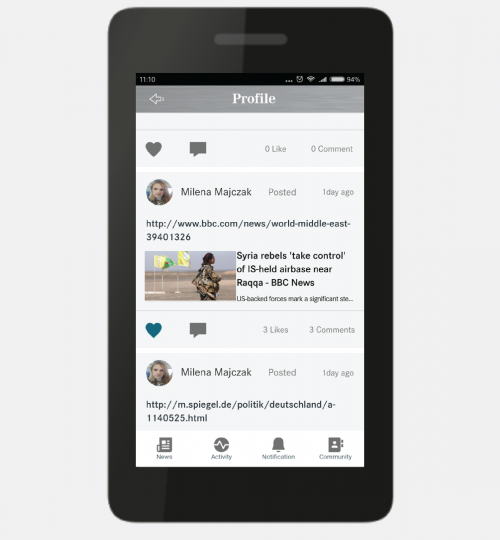 11:10 ... 94%
Profile
0 Like 0 Comment
Milena Majczak Posted 1day ago
http://www.bbc.com/news/world-middle-east-
39401326
Syria rebels 'take control'
of IS-held airbase near
Raqqa - BBC News
US-backed forces mark a significant ste...
3 Likes 3 Comments
Milena Majczak Posted 1day ago
http://m.spiegel.de/politik/deutschland/a-
1140525.html
News Activity Notification Community